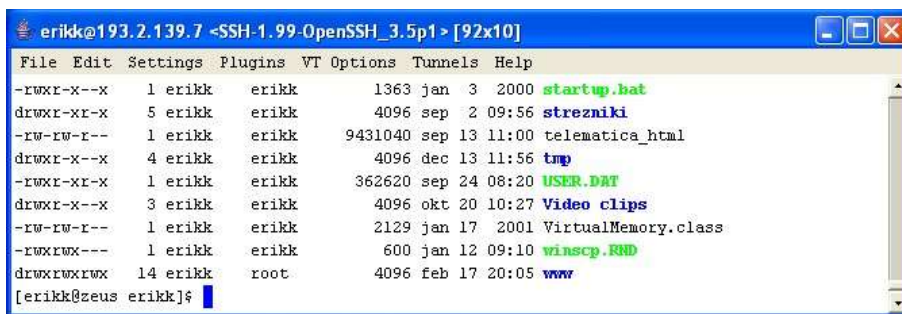 erikk@193.2.139.7 <SSH-1.99-OpenSSH_3.5p1> [92x10]
File Edit Settings Plugins VT Options Tunnels Help
-rwxr-x--x 1 erikk erikk 1363 jan 3 2000 startup.bat
drwxr-xr-x 5 erikk erikk 4096 sep 2 09:56 strezniki
-rw-rw-r-- 1 erikk erikk 9431040 sep 13 11:00 telematica_html
drwxr-x--x 4 erikk erikk 4096 dec 13 11:56 tmp
-rwxr-xr-x 1 erikk erikk 362620 sep 24 08:20 USER.DAT
drwxr-x--x 3 erikk erikk 4096 okt 20 10:27 Video clips
-rw-rw-r-- 1 erikk erikk 2129 jan 17 2001 VirtualMemory.class
-rwxrwx--- 1 erikk erikk 600 jan 12 09:10 winscp.RND
drwxrwxrwx 14 erikk root 4096 feb 17 20:05 www
[erikk@zeus erikk]$